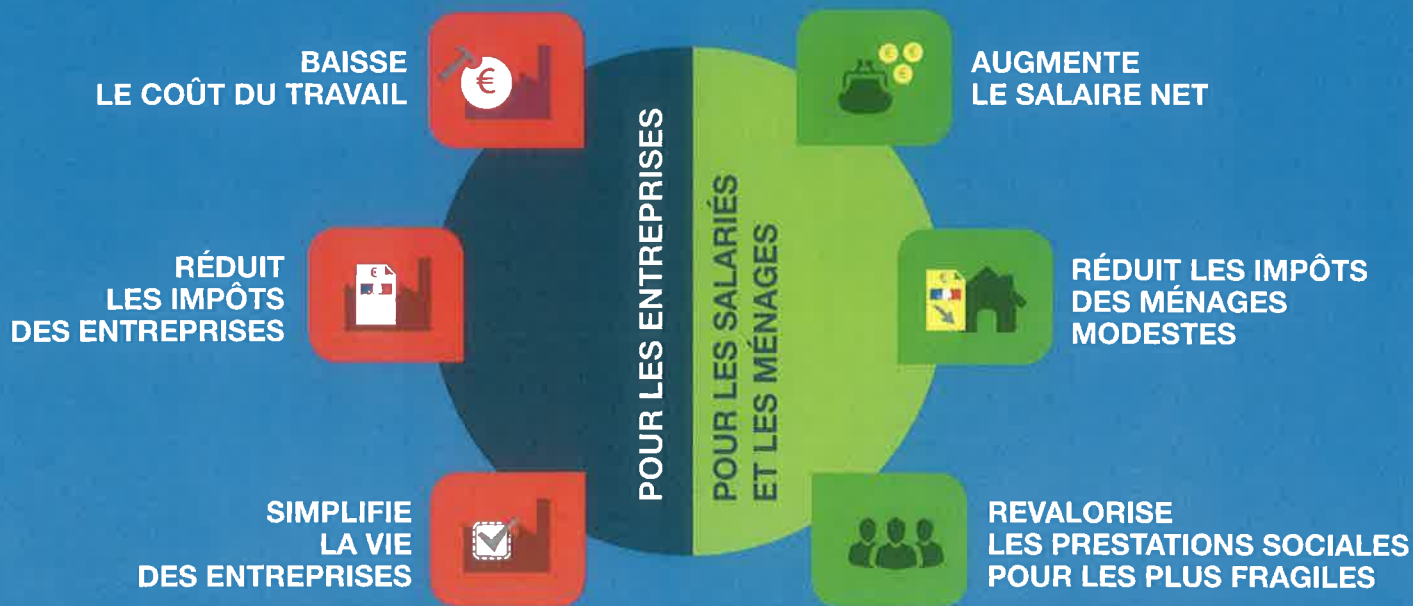 BAISSE
LE COÛT DU TRAVAIL
RÉDUIT
LES IMPÔTS
DES ENTREPRISES
SIMPLIFIE
LA VIE
DES ENTREPRISES
POUR LES ENTREPRISES
POUR LES SALARIÉS
ET LES MÉNAGES
AUGMENTE
LE SALAIRE NET
RÉDUIT LES IMPÔTS
DES MÉNAGES
MODESTES
REVALORISE
LES PRESTATIONS SOCIALES
POUR LES PLUS FRAGILES